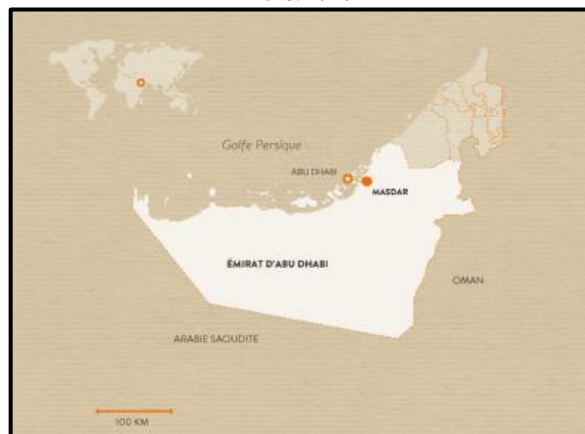 Golfe Persique
ABU DHABI
MASDAR
ÉMIRAT D'ABU DHABI
OMAN
ARABIE SAOUDITE
100 KM